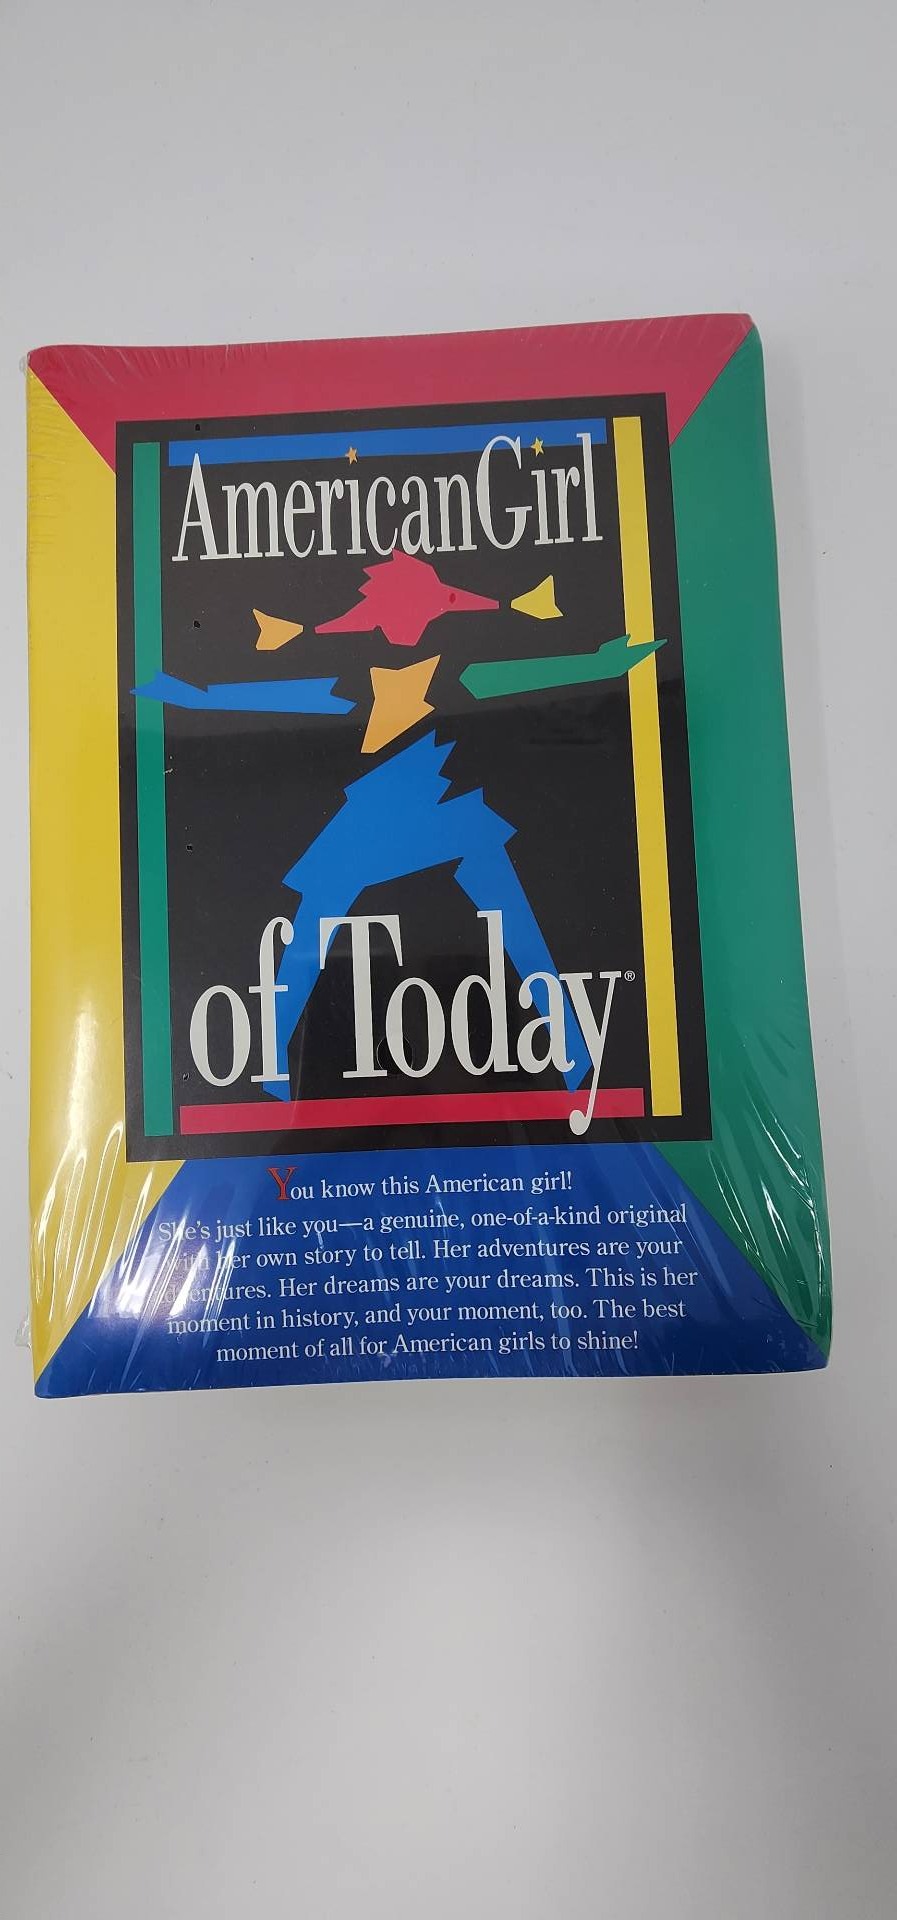 AmericanGirl
of Today®
You know this American girl!
She's just like you—a genuine, one-of-a-kind original
with her own story to tell. Her adventures are your
adventures. Her dreams are your dreams. This is her
moment in history, and your moment, too. The best
moment of all for American girls to shine!